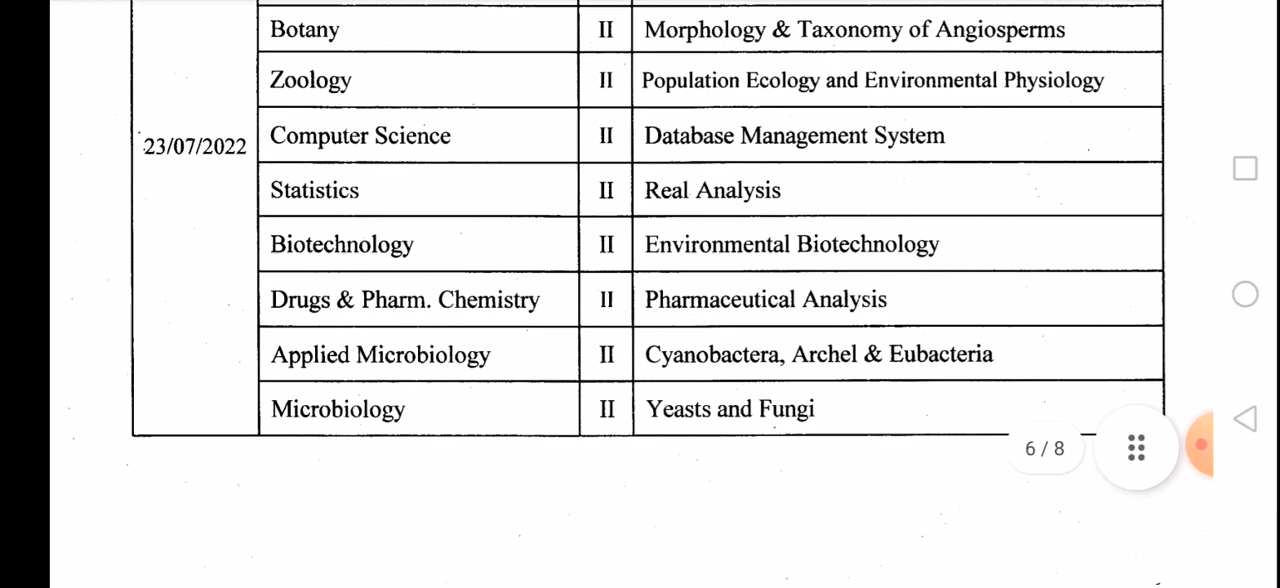 Botany II Morphology & Taxonomy of Angiosperms
Zoology II Population Ecology and Environmental Physiology
23/07/2022 Computer Science II Database Management System
Statistics II Real Analysis
Biotechnology II Environmental Biotechnology
Drugs & Pharm. Chemistry II Pharmaceutical Analysis
Applied Microbiology II Cyanobactera, Archel & Eubacteria
Microbiology II Yeasts and Fungi
6 / 8